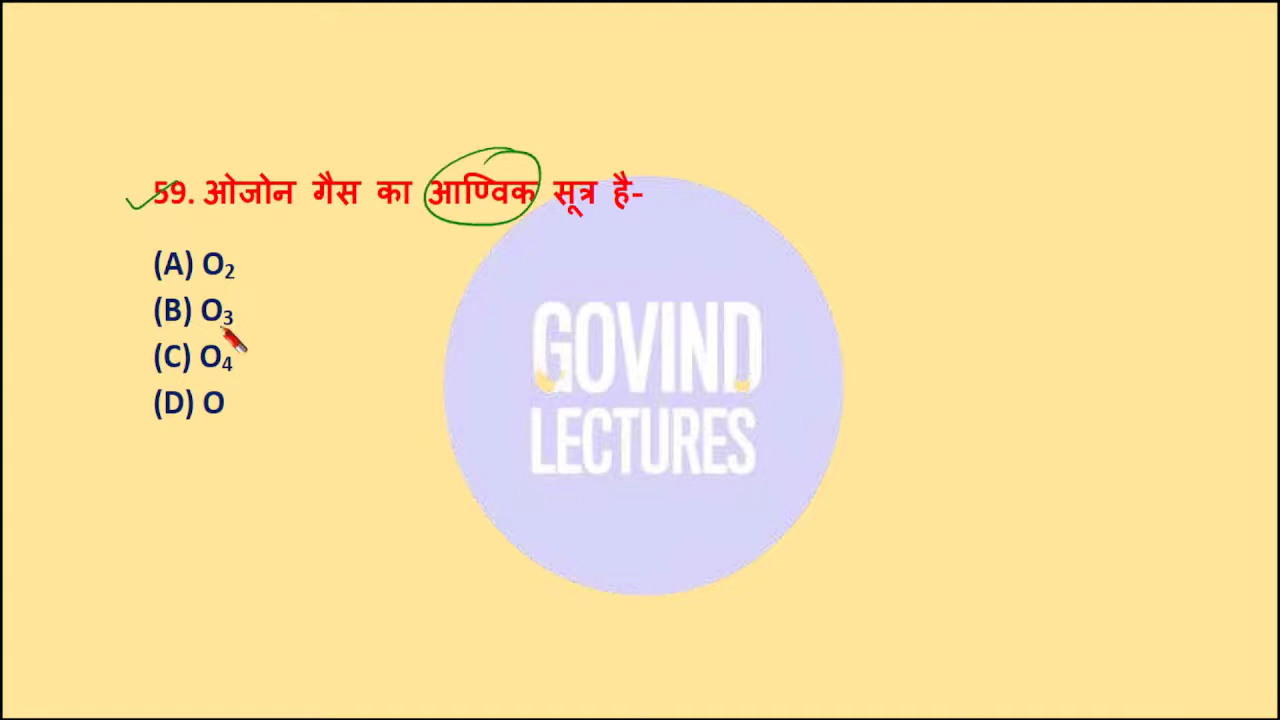 59. ओजोन गैस का आण्विक सूत्र है-
(A) O₂
(B) O₃
(C) O₄
(D) O
GOVIND
LECTURES